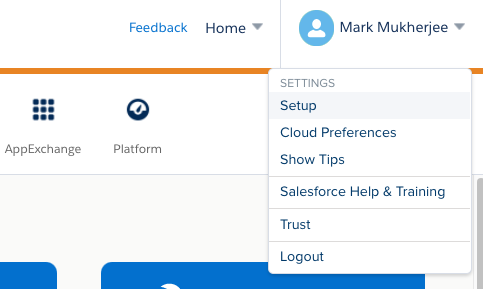 Feedback
Home
Mark Mukherjee
SETTINGS
Setup
Cloud Preferences
Show Tips
Salesforce Help & Training
Trust
Logout
AppExchange
Platform